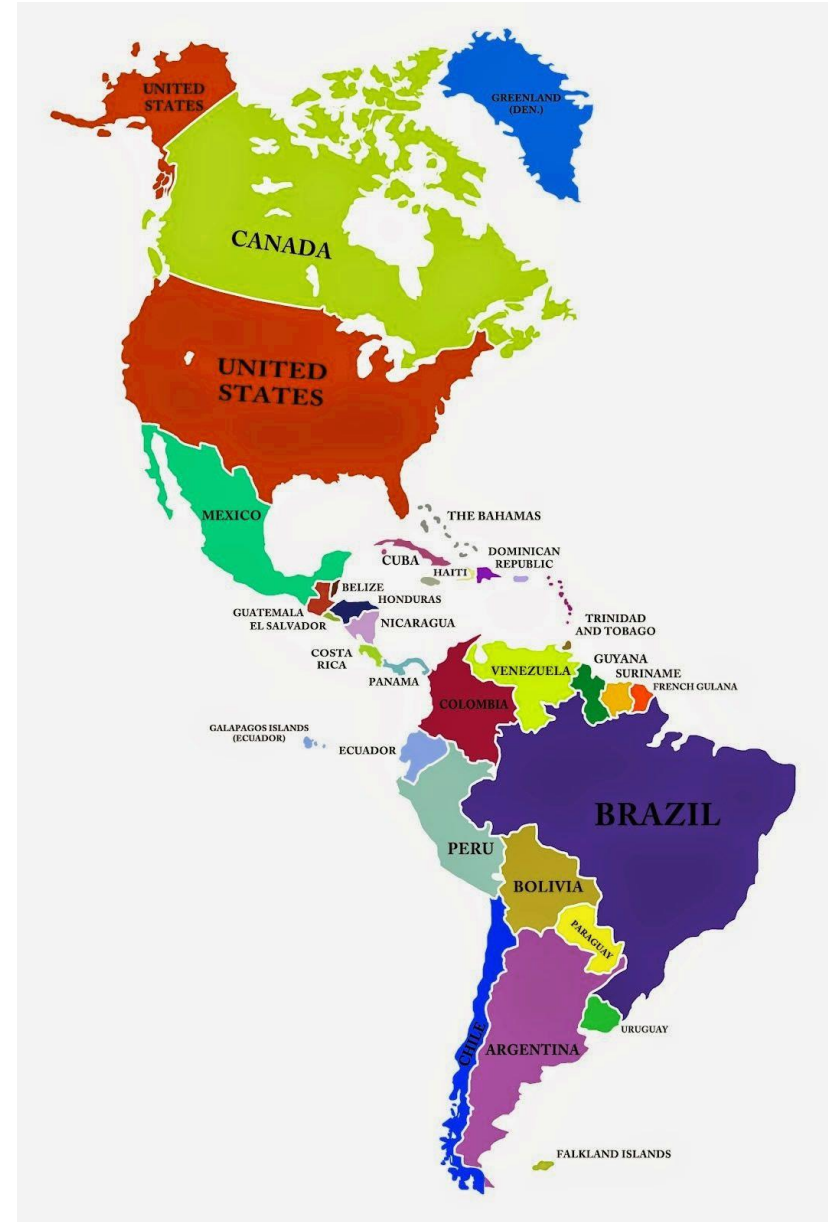 UNITED
STATES
GREENLAND
(DEN.)
CANADA
UNITED
STATES
MEXICO
THE BAHAMAS
CUBA
HAITI
DOMINICAN
REPUBLIC
BELIZE
HONDURAS
GUATEMALA
EL SALVADOR
NICARAGUA
TRINIDAD
AND TOBAGO
COSTA
RICA
PANAMA
VENEZUELA
GUYANA
SURINAME
FRENCH GULANA
COLOMBIA
GALAPAGOS ISLANDS
(ECUADOR)
ECUADOR
BRAZIL
PERU
BOLIVIA
PARAGUAY
URUGUAY
CHILE
ARGENTINA
FALKLAND ISLANDS